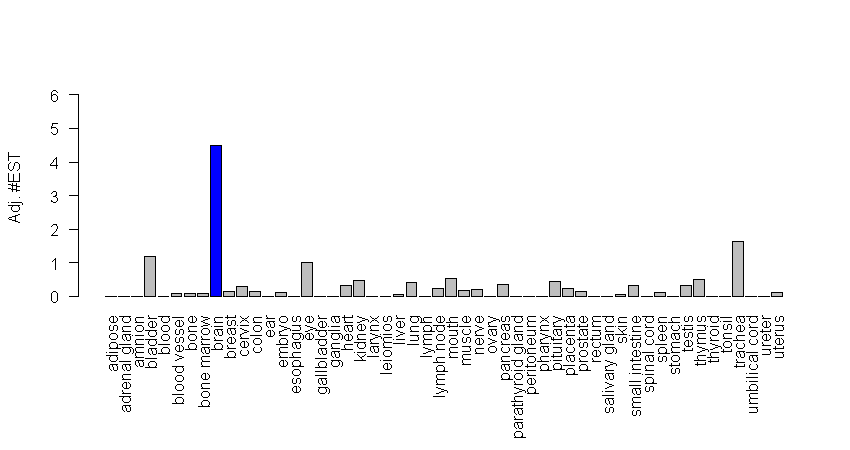 6
5
4
3
2
1
0
Adj. #EST
adipose
adrenal gland
amnion
bladder
blood
blood vessel
bone
bone marrow
brain
breast
cervix
colon
ear
embryo
esophagus
eye
gallbladder
ganglia
heart
kidney
larynx
leiomios
liver
lung
lymph
lymph node
mouth
muscle
nerve
ovary
pancreas
parathyroid gland
peritoneum
pharynx
pituitary
placenta
prostate
rectum
salivary gland
skin
small intestine
spinal cord
spleen
stomach
testis
thymus
thyroid
tonsil
trachea
umbilical cord
ureter
uterus